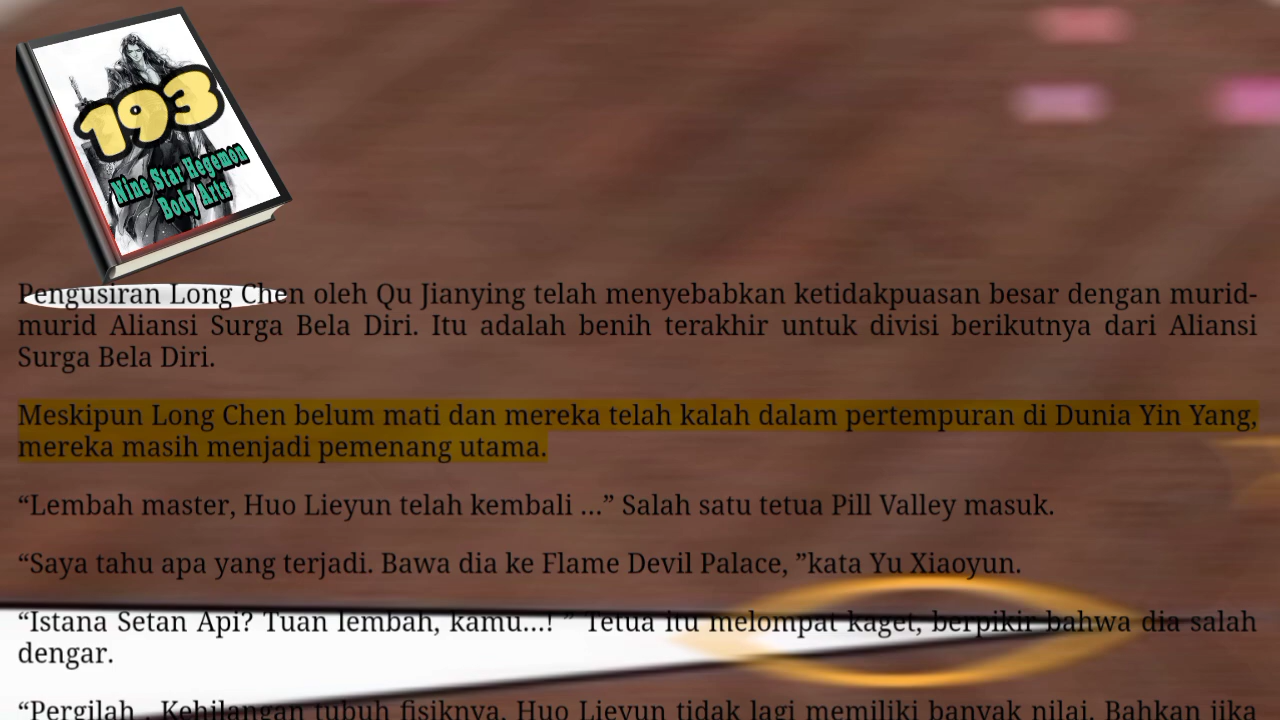 193
Nine Star Hegemon
Body Arts
Pengusiran Long Chen oleh Qu Jianying telah menyebabkan ketidakpuasan besar dengan murid-
murid Aliansi Surga Bela Diri. Itu adalah benih terakhir untuk divisi berikutnya dari Aliansi
Surga Bela Diri.
Meskipun Long Chen belum mati dan mereka telah kalah dalam pertempuran di Dunia Yin Yang,
mereka masih menjadi pemenang utama.
“Lembah master, Huo Lieyun telah kembali ...” Salah satu tetua Pill Valley masuk.
“Saya tahu apa yang terjadi. Bawa dia ke Flame Devil Palace, ”kata Yu Xiaoyun.
“Istana Setan Api? Tuan lembah, kamu...! ” Tetua itu melompat kaget, berpikir bahwa dia salah
dengar.
“Pergilah . Kehilangan tubuh fisiknya, Huo Lieyun tidak lagi memiliki banyak nilai. Bahkan jika